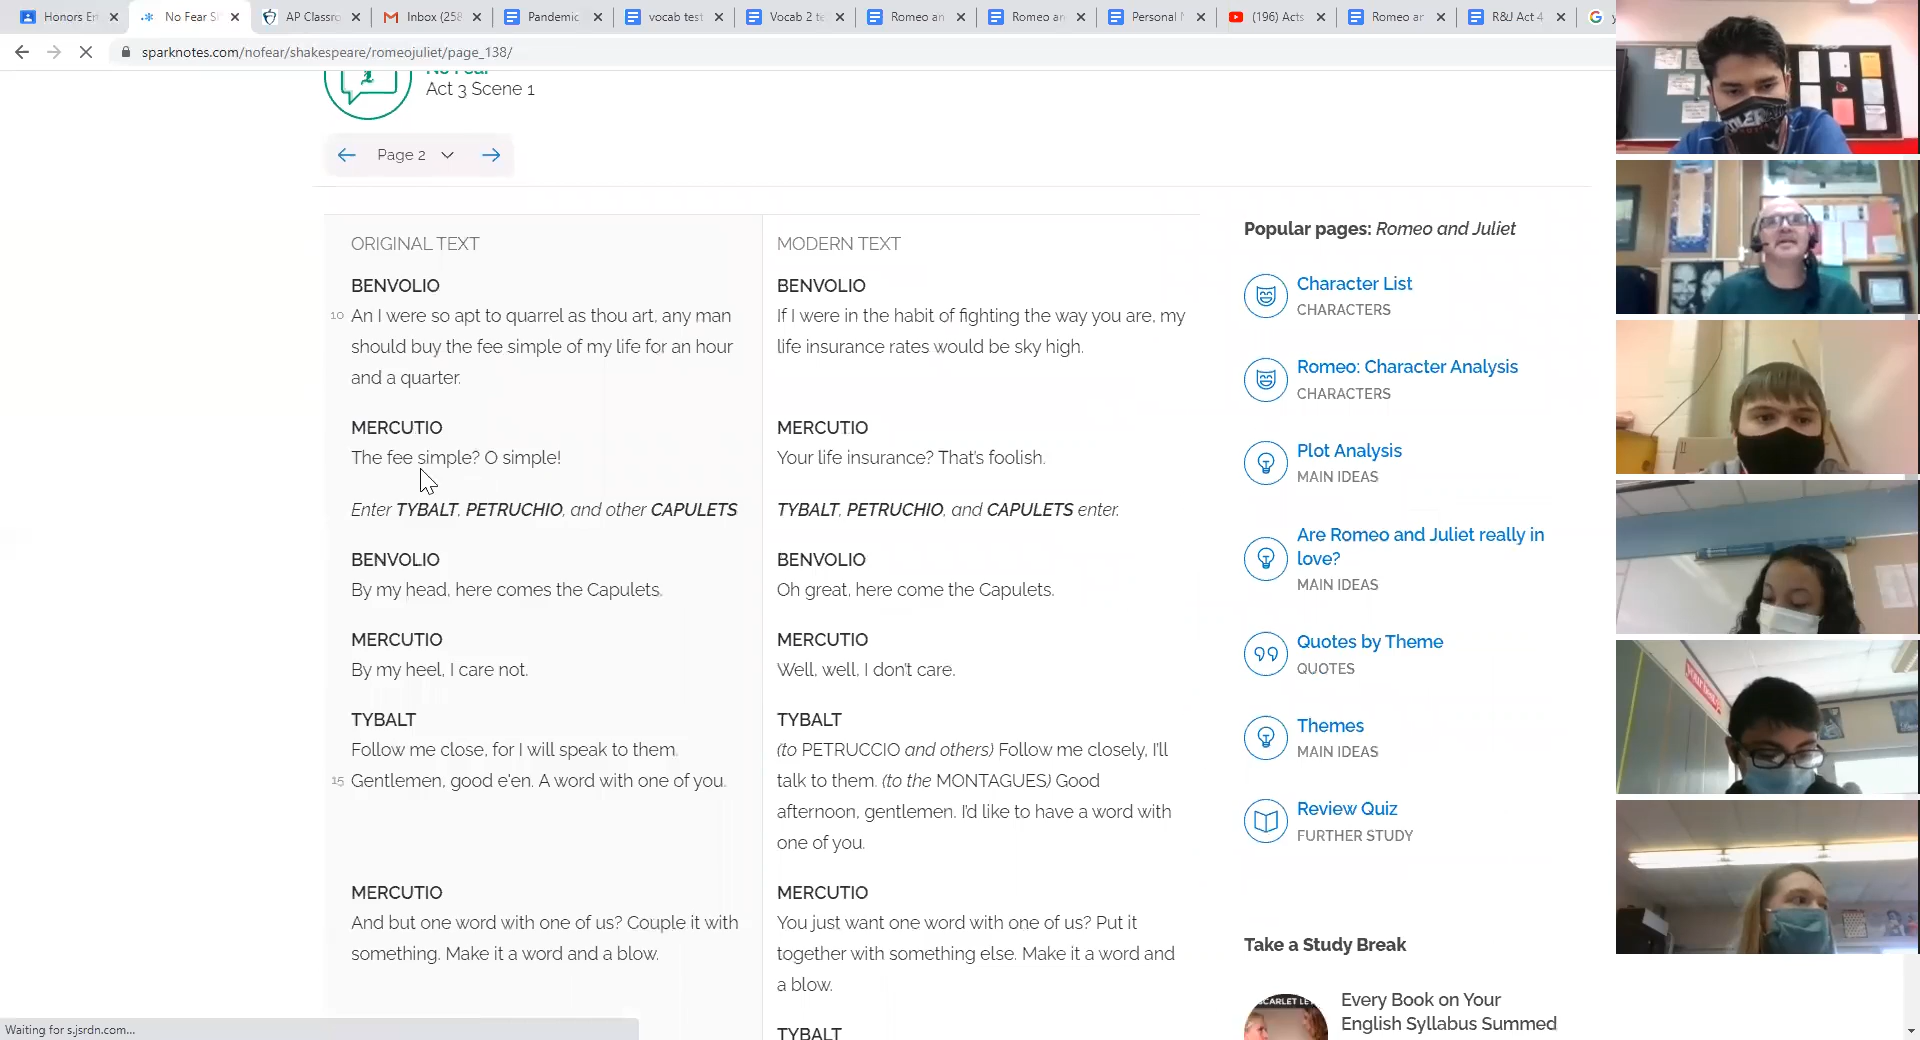 Honors En
No Fear S
AP Classro
Inbox (258
Pandemic
vocab test
Vocab 2 te
Romeo an
Romeo an
Personal
(196) Acts
Romeo ar
R&J Act 4
sparknotes.com/nofear/shakespeare/romeojuliet/page_138/
No Fear
Act 3 Scene 1
Page 2
ORIGINAL TEXT
BENVOLIO
10 An I were so apt to quarrel as thou art, any man
should buy the fee simple of my life for an hour
and a quarter.
MERCUTIO
The fee simple? O simple!
Enter TYBALT, PETRUCHIO, and other CAPULETS
BENVOLIO
By my head, here comes the Capulets.
MERCUTIO
By my heel, I care not.
TYBALT
Follow me close, for I will speak to them.
15 Gentlemen, good e'en. A word with one of you.
MERCUTIO
And but one word with one of us? Couple it with
something. Make it a word and a blow.
MODERN TEXT
BENVOLIO
If I were in the habit of fighting the way you are, my
life insurance rates would be sky high.
MERCUTIO
Your life insurance? That's foolish.
TYBALT, PETRUCHIO, and CAPULETS enter.
BENVOLIO
Oh great, here come the Capulets.
MERCUTIO
Well, well, I don't care.
TYBALT
(to PETRUCCIO and others) Follow me closely, I'll
talk to them. (to the MONTAGUES) Good
afternoon, gentlemen. I'd like to have a word with
one of you.
MERCUTIO
You just want one word with one of us? Put it
together with something else. Make it a word and
a blow.
TYBALT
Popular pages: Romeo and Juliet
Character List
CHARACTERS
Romeo: Character Analysis
CHARACTERS
Plot Analysis
MAIN IDEAS
Are Romeo and Juliet really in
love?
MAIN IDEAS
Quotes by Theme
QUOTES
Themes
MAIN IDEAS
Review Quiz
FURTHER STUDY
Take a Study Break
SCARLET LE
Every Book on Your
English Syllabus Summed
Waiting for s.jsrdn.com...